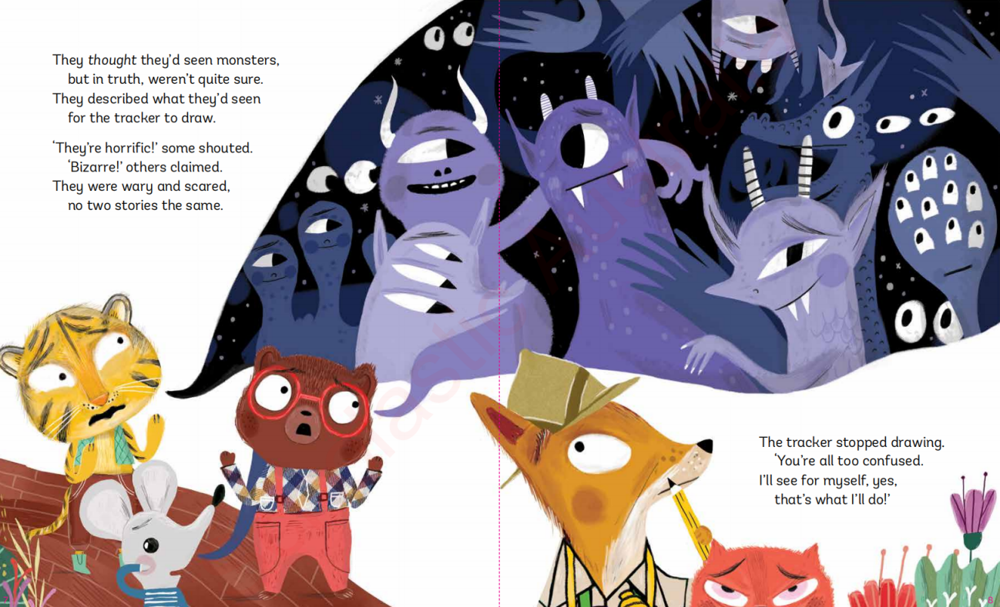 They thought they'd seen monsters,
but in truth, weren't quite sure.
They described what they'd seen
for the tracker to draw.
‘They're horrific!’ some shouted.
‘Bizarre!’ others claimed.
They were wary and scared,
no two stories the same.
The tracker stopped drawing.
‘You're all too confused.
I'll see for myself, yes,
that's what I'll do!’
8